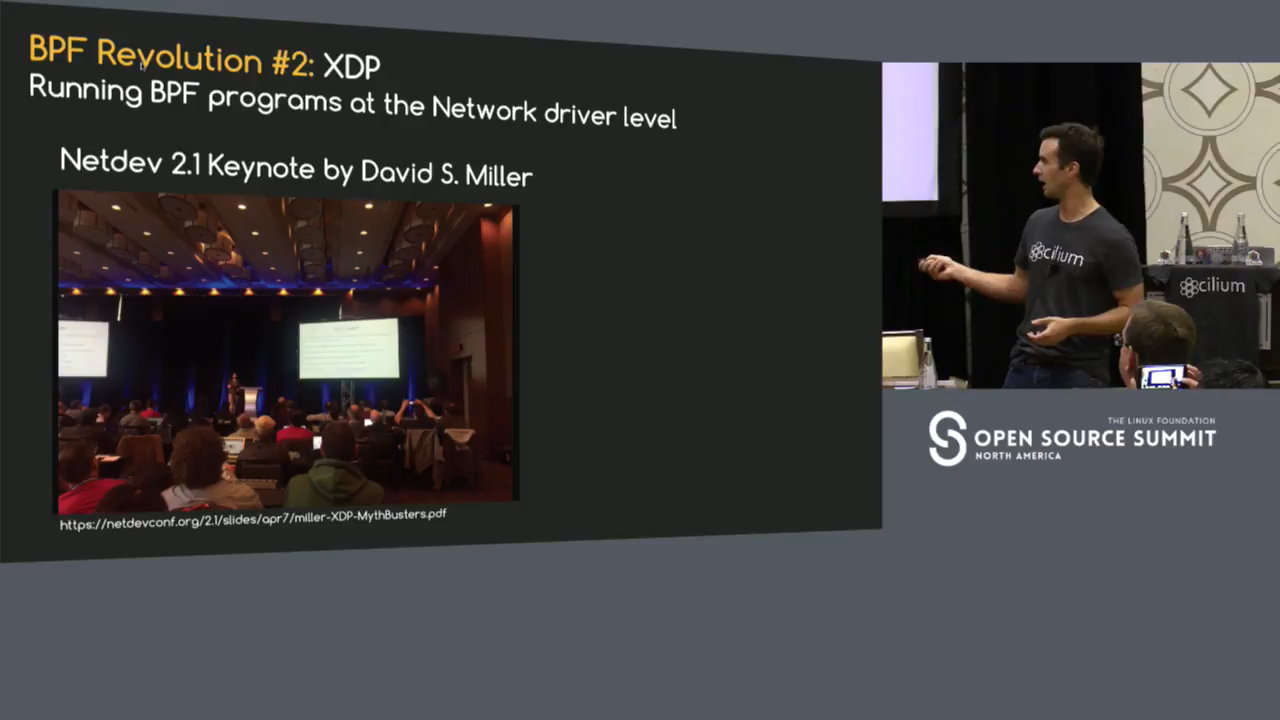 BPF Revolution #2: XDP
Running BPF programs at the Network driver level
Netdev 2.1 Keynote by David S. Miller
https://netdevconf.org/2.1/slides/apr7/miller-XDP-MythBusters.pdf
cilium
cilium
THE LINUX FOUNDATION
OPEN SOURCE SUMMIT
NORTH AMERICA